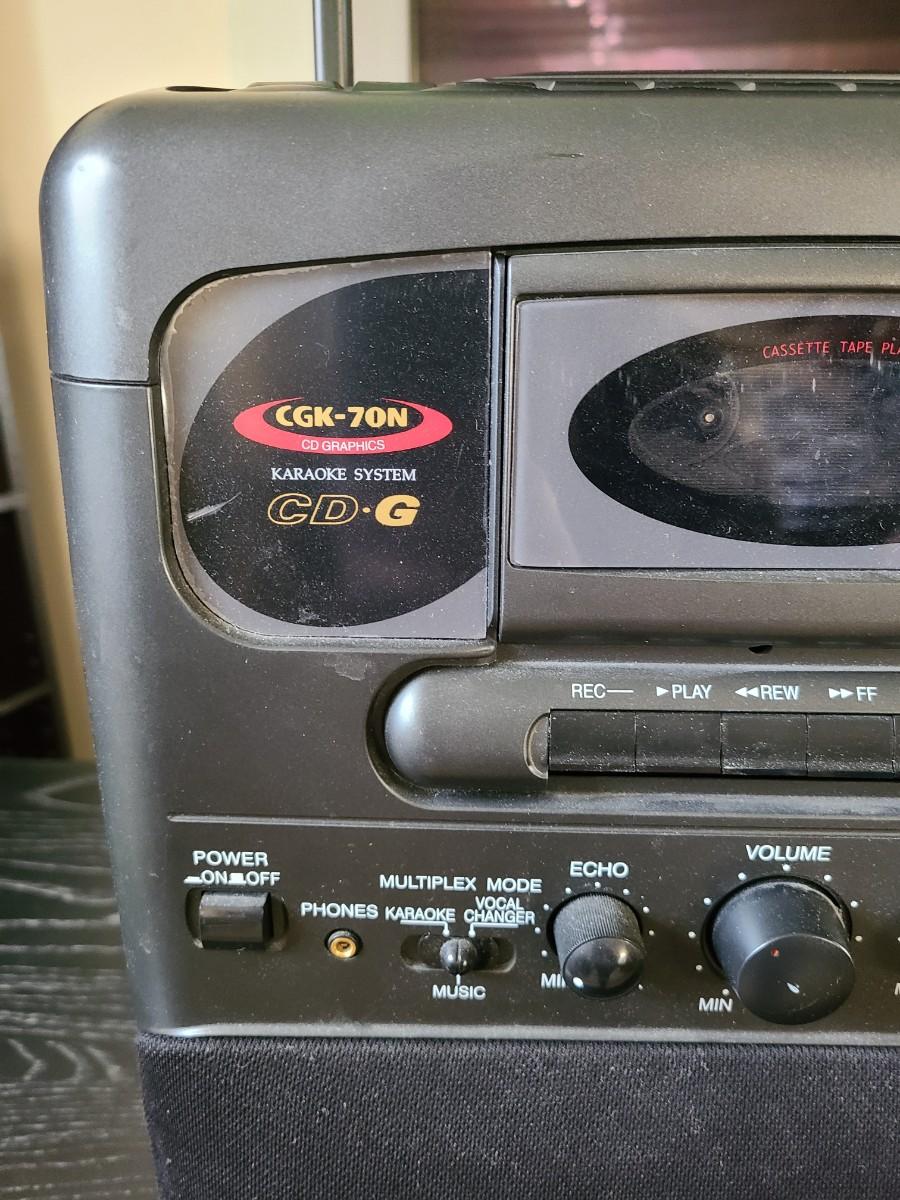 CASSETTE TAPE
CGK-70N
CD GRAPHICS
KARAOKE SYSTEM
CD·G
REC— ▶PLAY ◀◀REW ▶▶FF
POWER
ON OFF
PHONES
MULTIPLEX MODE
KARAOKE VOCAL CHANGER
MUSIC
ECHO
VOLUME
MIN